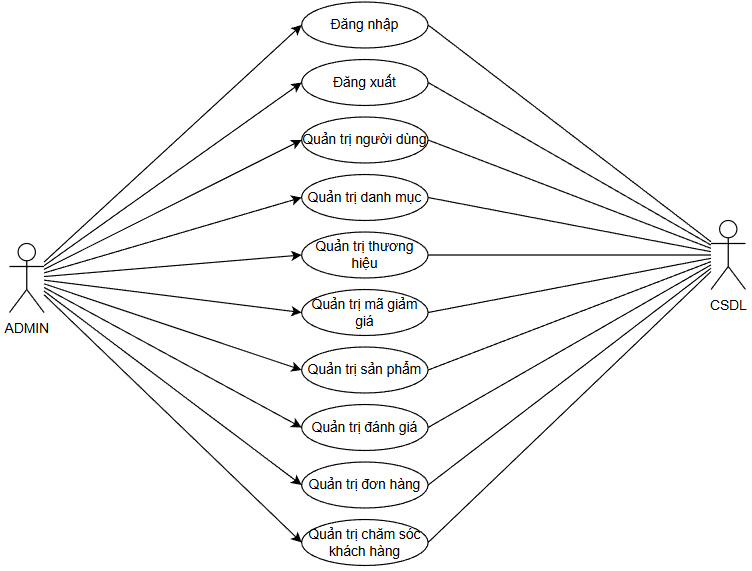 Đăng nhập
Đăng xuất
Quản trị người dùng
Quản trị danh mục
Quản trị thương
hiệu
Quản trị mã giảm
giá
Quản trị sản phẩm
Quản trị đánh giá
Quản trị đơn hàng
Quản trị chăm sóc
khách hàng
ADMIN
CSDL